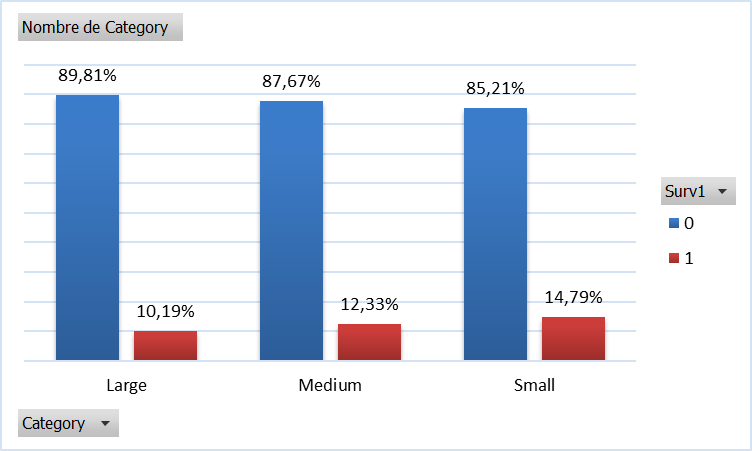 Nombre de Category
89,81%
87,67%
85,21%
10,19%
12,33%
14,79%
Large
Medium
Small
Surv1
0
1
Category